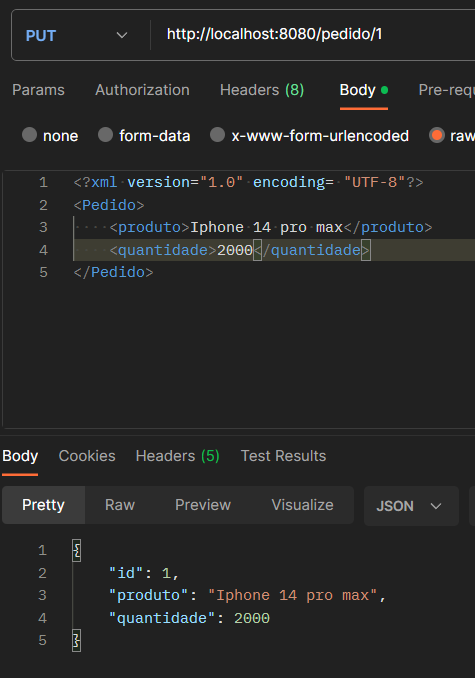 PUT http://localhost:8080/pedido/1
Params Authorization Headers (8) Body Pre-requ
none form-data x-www-form-urlencoded raw
1 <?xml version="1.0" encoding= "UTF-8"?>
2 <Pedido>
3 <produto>Iphone 14 pro max</produto>
4 <quantidade>2000</quantidade>
5 </Pedido>
Body Cookies Headers (5) Test Results
Pretty Raw Preview Visualize JSON
1 {
2 "id": 1,
3 "produto": "Iphone 14 pro max",
4 "quantidade": 2000
5 }